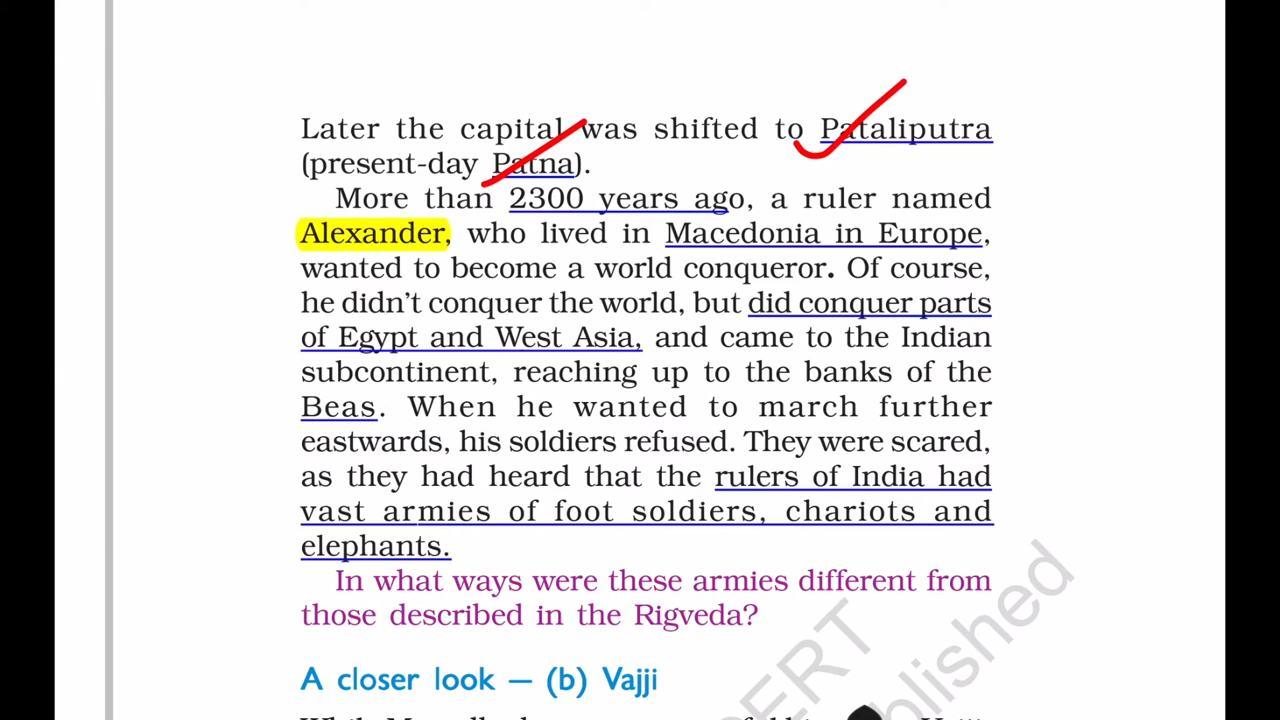 Later the capital was shifted to Pataliputra
(present-day Patna).
More than 2300 years ago, a ruler named
Alexander, who lived in Macedonia in Europe,
wanted to become a world conqueror. Of course,
he didn’t conquer the world, but did conquer parts
of Egypt and West Asia, and came to the Indian
subcontinent, reaching up to the banks of the
Beas. When he wanted to march further
eastwards, his soldiers refused. They were scared,
as they had heard that the rulers of India had
vast armies of foot soldiers, chariots and
elephants.
In what ways were these armies different from
those described in the Rigveda?
A closer look — (b) Vajji